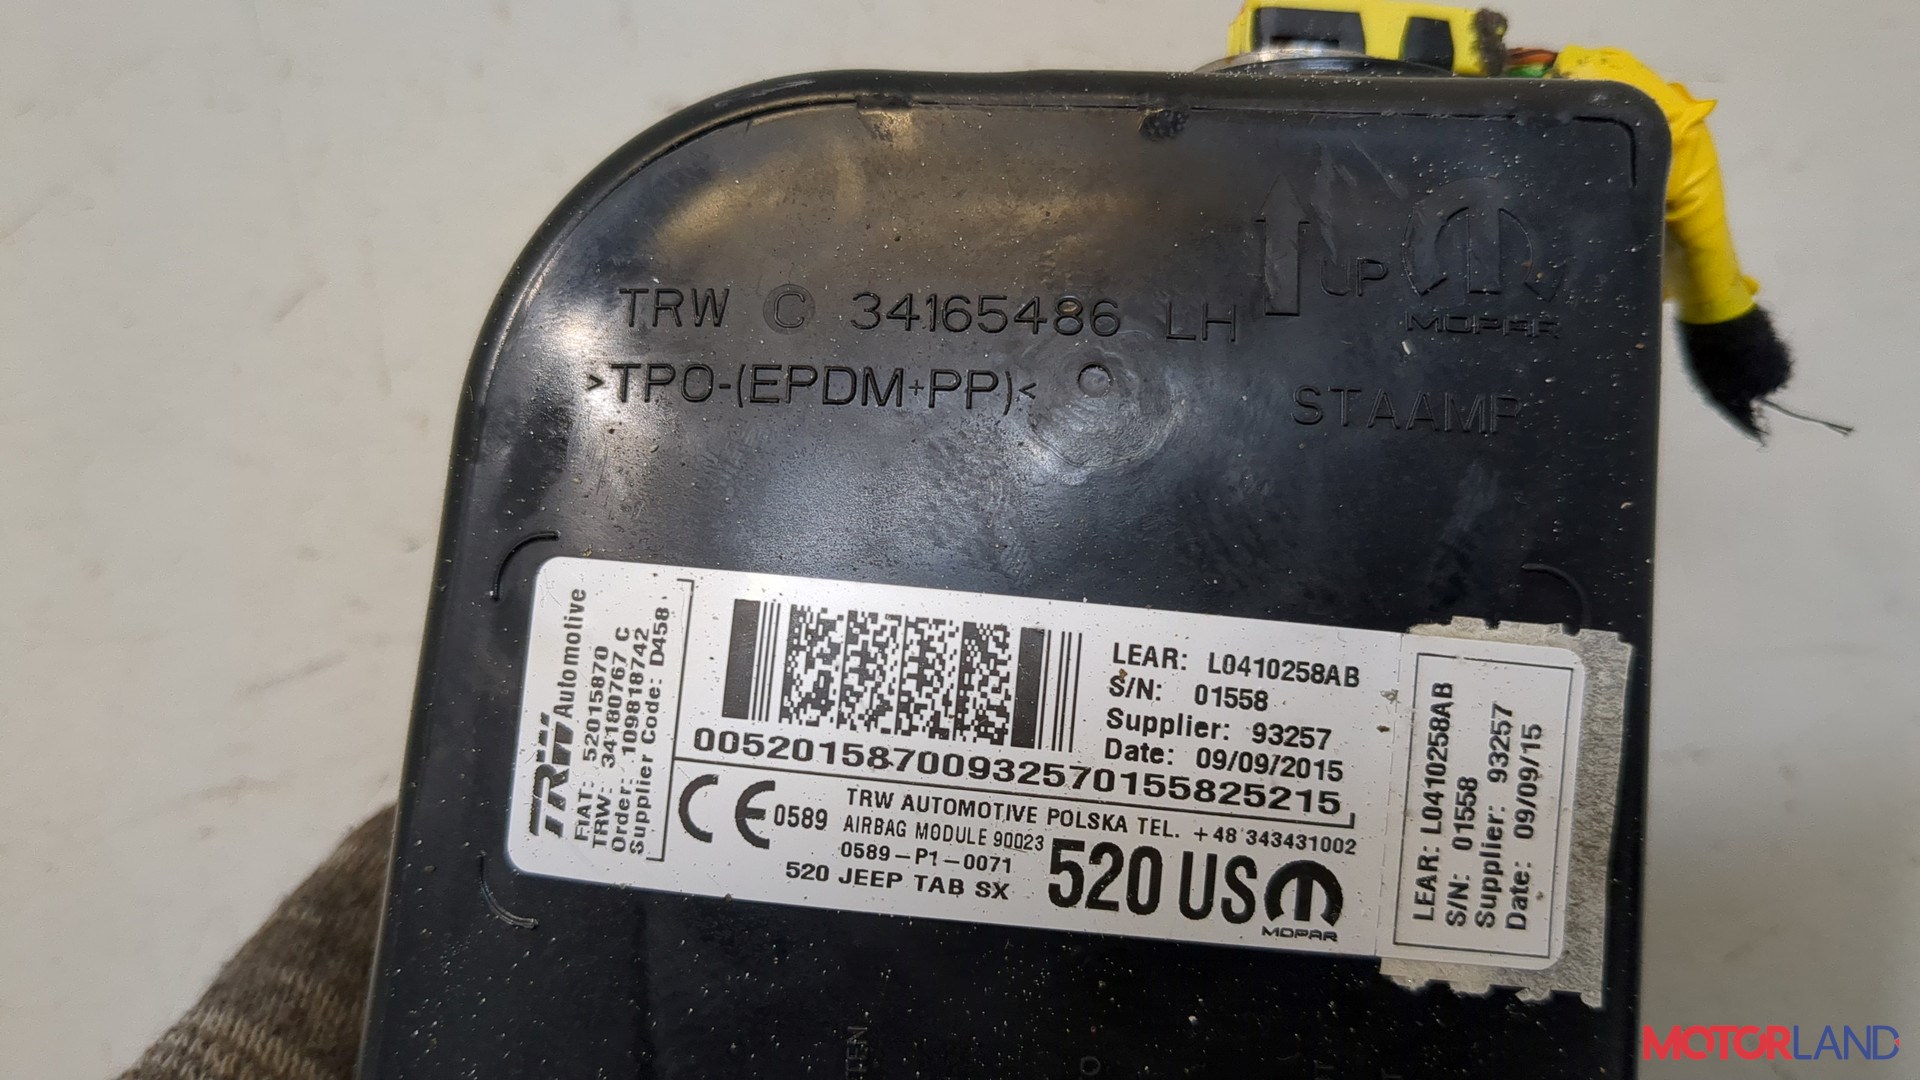 TRW C 34165486 LH
UP
MOPAR
>TPO-(EPDM+PP)<
STAAMP
TRW Automotive
FIAT: 520158770
TRW: 34180767 C
Order: 1098187 42
Supplier Code: D458
LEAR: L0410258AB
S/N: 01558
Supplier: 93257
Date: 09/09/2015
00520158700932570155825215
CE 0589
TRW AUTOMOTIVE POLSKA TEL. +48 343431002
AIRBAG MODULE 90023
0589-P1-0071
520 JEEP TAB SX
520 US
MOPAR
LEAR: L0410258AB
S/N: 01558
Supplier: 93257
Date: 09/09/15
MOTORLAND